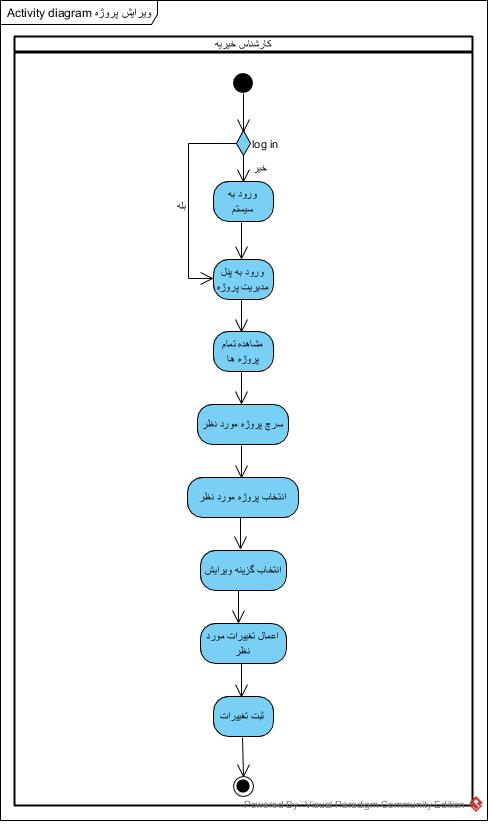 Activity diagram ویرایش پروژه
کارشناس خیریه
log in
خیر
بله
ورود به
سیستم
ورود به پنل
مدیریت پروژه
مشاهده تمام
پروژه ها
سرچ پروژه مورد نظر
انتخاب پروژه مورد نظر
انتخاب گزینه ویرایش
اعمال تغییرات مورد
نظر
ثبت تغییرات
Powered By Visual Paradigm Community Edition